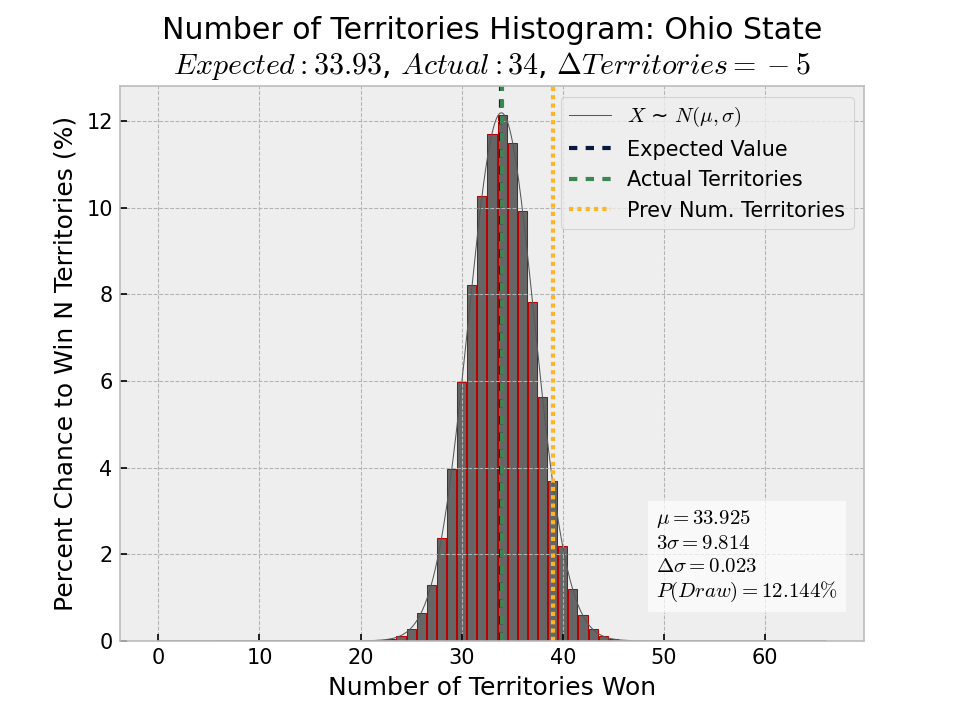 Number of Territories Histogram: Ohio State
Expected : 33.93, Actual : 34, ΔTerritories = −5
Percent Chance to Win N Territories (%)
12
10
8
6
4
2
0
X ∼ N(μ, σ)
Expected Value
Actual Territories
Prev Num. Territories
μ = 33.925
3σ = 9.814
Δσ = 0.023
P(Draw) = 12.144%
0 10 20 30 40 50 60
Number of Territories Won